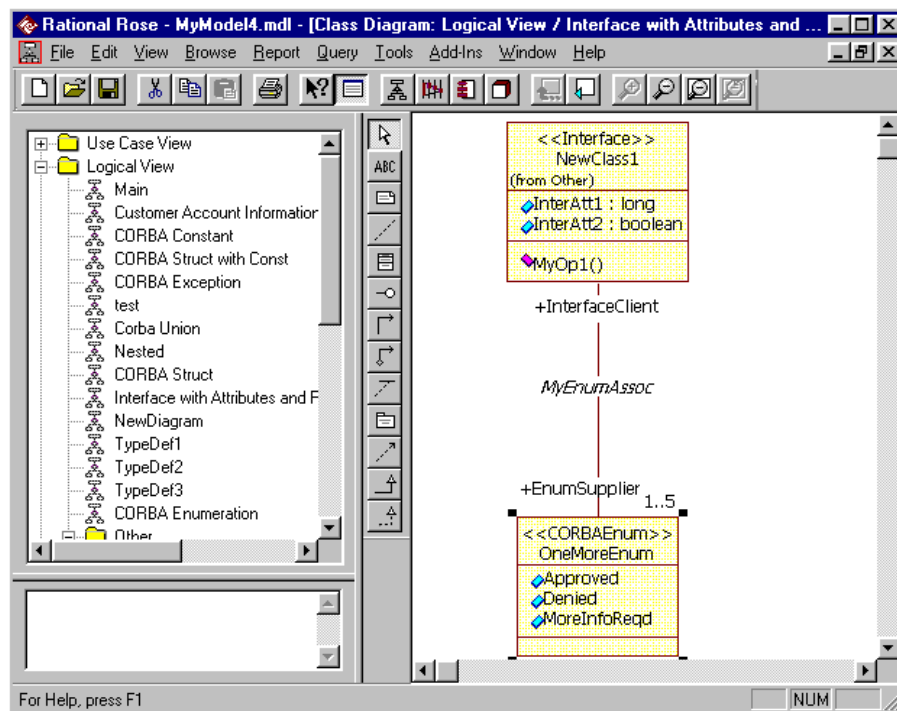 Rational Rose - MyModel4.mdl - [Class Diagram: Logical View / Interface with Attributes and ...
File Edit View Browse Report Query Tools Add-Ins Window Help
Use Case View
Logical View
Main
Customer Account Information
CORBA Constant
CORBA Struct with Const
CORBA Exception
test
Corba Union
Nested
CORBA Struct
Interface with Attributes and F
NewDiagram
TypeDef1
TypeDef2
TypeDef3
CORBA Enumeration
Other
ABC
<<Interface>>
NewClass1
(from Other)
InterAtt1 : long
InterAtt2 : boolean
MyOp1()
+InterfaceClient
MyEnumAssoc
+EnumSupplier
1..5
<<CORBAEnum>>
OneMoreEnum
Approved
Denied
MoreInfoReqd
For Help, press F1
NUM